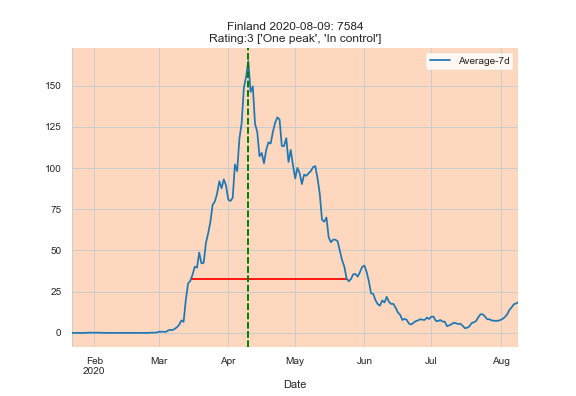 Finland 2020-08-09: 7584
Rating:3 ['One peak', 'In control']
Average-7d
150
125
100
75
50
25
0
Feb Mar Apr May Jun Jul Aug
2020
Date